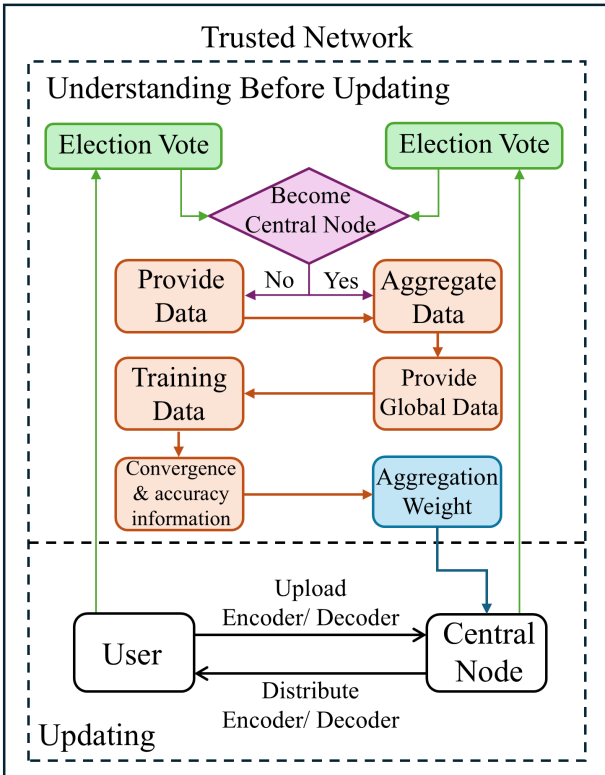 Trusted Network
Understanding Before Updating
Election Vote
Election Vote
Become
Central Node
No
Yes
Provide
Data
Aggregate
Data
Training
Data
Provide
Global Data
Convergence
& accuracy
information
Aggregation
Weight
Upload
Encoder/ Decoder
User
Central
Node
Distribute
Encoder/ Decoder
Updating